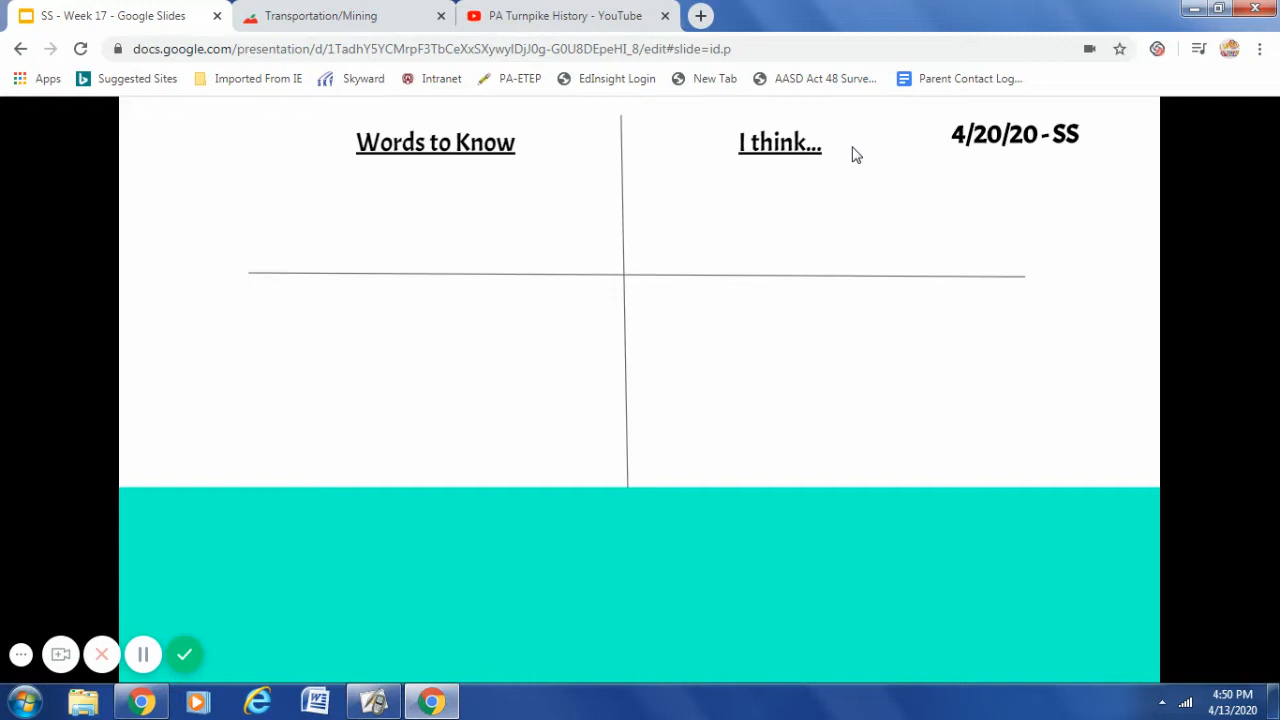 SS - Week 17 - Google Slides
Transportation/Mining
PA Turnpike History - YouTube
docs.google.com/presentation/d/1TadhY5YCMrpF3TbCeXxSXywylDjJ0g-G0U8DEpeHI_8/edit#slide=id.p
Apps
Suggested Sites
Imported From IE
Skyward
Intranet
PA-ETEP
EdInsight Login
New Tab
AASD Act 48 Surve...
Parent Contact Log...
Words to Know
I think...
4/20/20 - SS
4:50 PM
4/13/2020